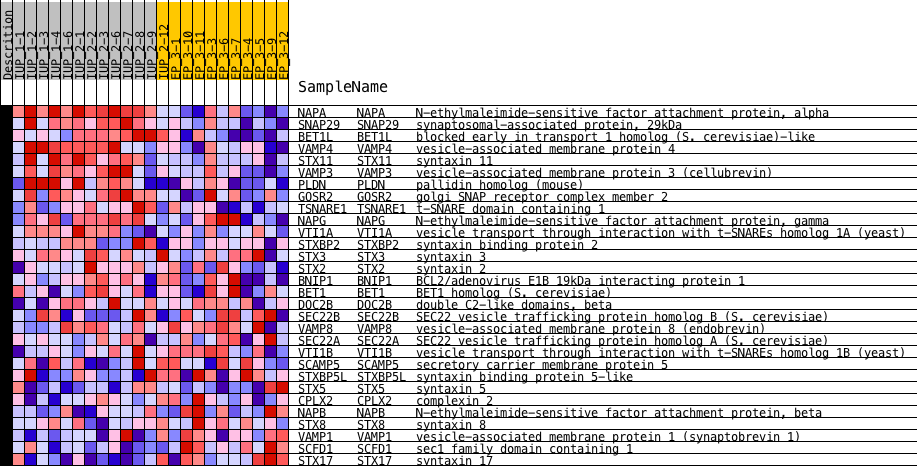 Descrition
IUP_1-1
IUP_1-2
IUP_1-4
IUP_1-6
IUP_2-2
IUP_2-3
IUP_2-6
IUP_2-7
IUP_2-8
IUP_2-9
IUP_2-12
EP_3-1
EP_3-10
EP_3-11
EP_3-3
EP_3-6
EP_3-7
EP_3-4
EP_3-5
EP_3-9
EP_3-12
SampleName
NAPA NAPA N-ethylmaleimide-sensitive factor attachment protein, alpha
SNAP29 SNAP29 synaptosomal-associated protein, 29kDa
BET1L BET1L blocked early in transport 1 homolog (S. cerevisiae)-like
VAMP4 VAMP4 vesicle-associated membrane protein 4
STX11 STX11 syntaxin 11
VAMP3 VAMP3 vesicle-associated membrane protein 3 (cellubrevin)
PLDN PLDN pallidin homolog (mouse)
GOSR2 GOSR2 golgi SNAP receptor complex member 2
TSNARE1 TSNARE1 t-SNARE domain containing 1
NAPG NAPG N-ethylmaleimide-sensitive factor attachment protein, gamma
VTI1A VTI1A vesicle transport through interaction with t-SNAREs homolog 1A (yeast)
STXBP2 STXBP2 syntaxin binding protein 2
STX3 STX3 syntaxin 3
STX2 STX2 syntaxin 2
BNIP1 BNIP1 BCL2/adenovirus E1B 19kDa interacting protein 1
BET1 BET1 BET1 homolog (S. cerevisiae)
DOC2B DOC2B double C2-like domains, beta
SEC22B SEC22B SEC22 vesicle trafficking protein homolog B (S. cerevisiae)
VAMP8 VAMP8 vesicle-associated membrane protein 8 (endobrevin)
SEC22A SEC22A SEC22 vesicle trafficking protein homolog A (S. cerevisiae)
VTI1B VTI1B vesicle transport through interaction with t-SNAREs homolog 1B (yeast)
SCAMP5 SCAMP5 secretory carrier membrane protein 5
STXBP5L STXBP5L syntaxin binding protein 5-like
STX5 STX5 syntaxin 5
CPLX2 CPLX2 complexin 2
NAPB NAPB N-ethylmaleimide-sensitive factor attachment protein, beta
STX8 STX8 syntaxin 8
VAMP1 VAMP1 vesicle-associated membrane protein 1 (synaptobrevin 1)
SCFD1 SCFD1 sec1 family domain containing 1
STX17 STX17 syntaxin 17